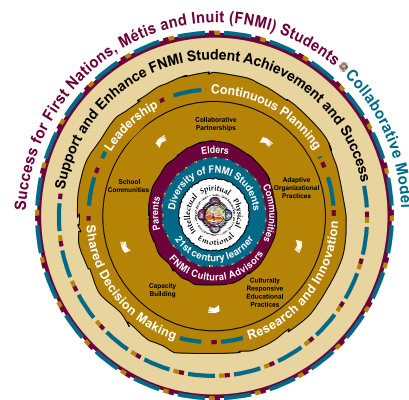 Success for First Nations, Métis and Inuit (FNMI) Students
Collaborative Model
Support and Enhance FNMI Student Achievement and Success
Leadership
Continuous Planning
Collaborative
Partnerships
School
Communities
Adaptive
Organizational
Practices
Elders
Parents
Communities
Diversity of FNMI Students
Intellectual
Spiritual
Physical
Emotional
21st century learner
FNMI Cultural Advisors
Capacity
Building
Culturally
Responsive
Educational
Practices
Shared Decision Making
Research and Innovation